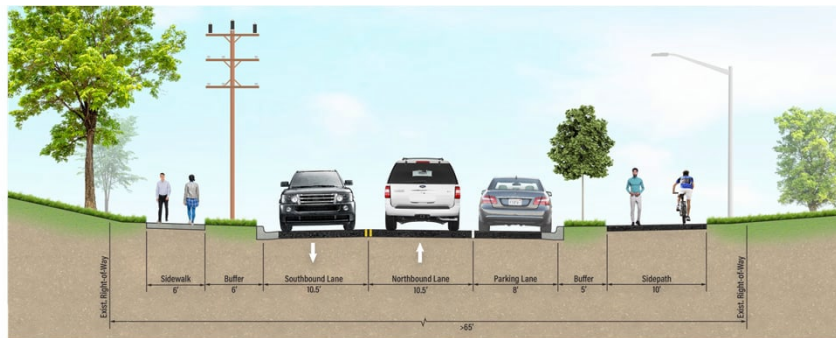 Sidewalk
6'
Buffer
6'
Southbound Lane
10.5'
Northbound Lane
10.5'
Parking Lane
8'
Buffer
5'
Sidepath
10'
Exist. Right-of-Way
Exist. Right-of-Way
>65'